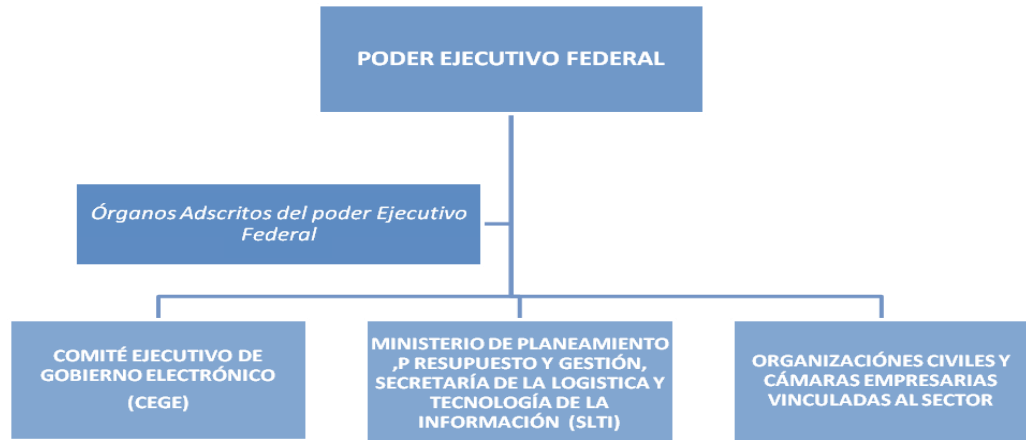 PODER EJECUTIVO FEDERAL
Órganos Adscritos del poder Ejecutivo
Federal
COMITÉ EJECUTIVO DE
GOBIERNO ELECTRÓNICO
(CEGE)
MINISTERIO DE PLANEAMIENTO
,P RESUPUESTO Y GESTIÓN,
SECRETARÍA DE LA LOGISTICA Y
TECNOLOGÍA DE LA
INFORMACIÓN (SLTI)
ORGANIZACIÓNES CIVILES Y
CÁMARAS EMPRESARIAS
VINCULADAS AL SECTOR